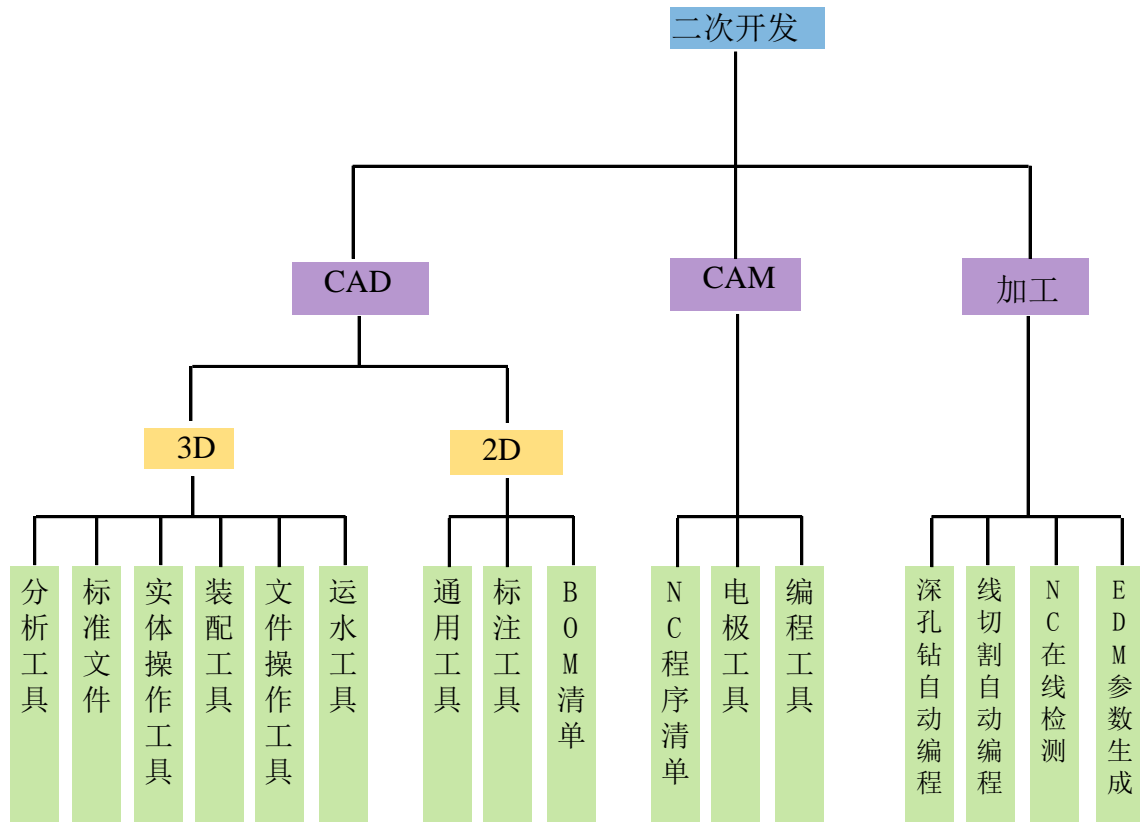 二次开发
CAD
CAM
加工
3D
2D
分析工具
标准文件
实体操作工具
装配工具
文件操作工具
运水工具
通用工具
标注工具
BOM清单
NC程序清单
电极工具
编程工具
深孔钻自动编程
线切割自动编程
NC在线检测
EDM参数生成